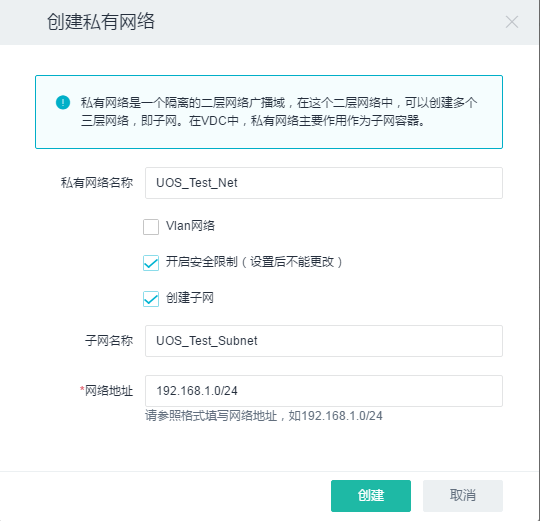 创建私有网络
私有网络是一个隔离的二层网络广播域，在这个二层网络中，可以创建多个
三层网络，即子网。在VDC中，私有网络主要作用作为子网容器。
私有网络名称 UOS_Test_Net
Vlan网络
开启安全限制（设置后不能更改）
创建子网
子网名称 UOS_Test_Subnet
*网络地址 192.168.1.0/24
请参照格式填写网络地址，如192.168.1.0/24
创建 取消